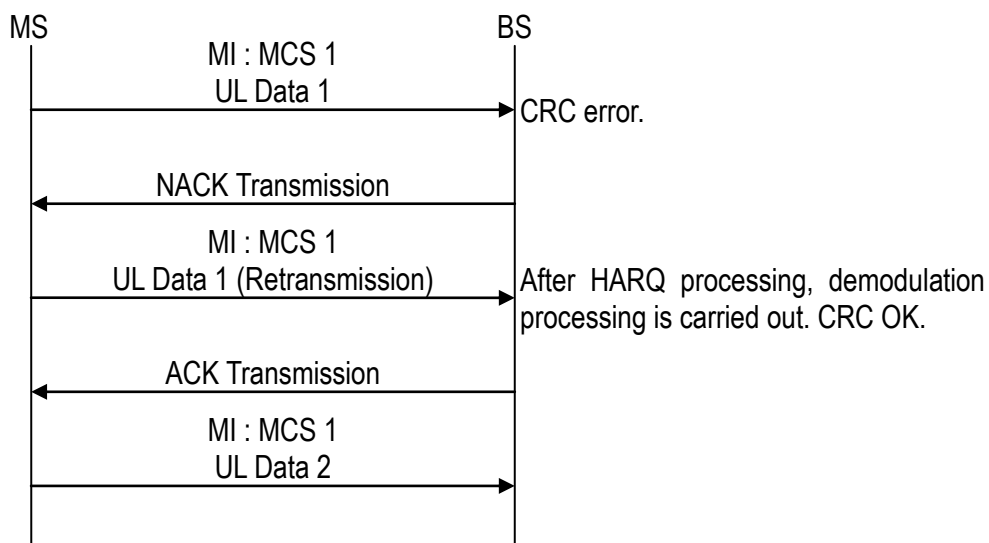 MS
BS
MI : MCS 1
UL Data 1
CRC error.
NACK Transmission
MI : MCS 1
UL Data 1 (Retransmission)
After HARQ processing, demodulation
processing is carried out. CRC OK.
ACK Transmission
MI : MCS 1
UL Data 2